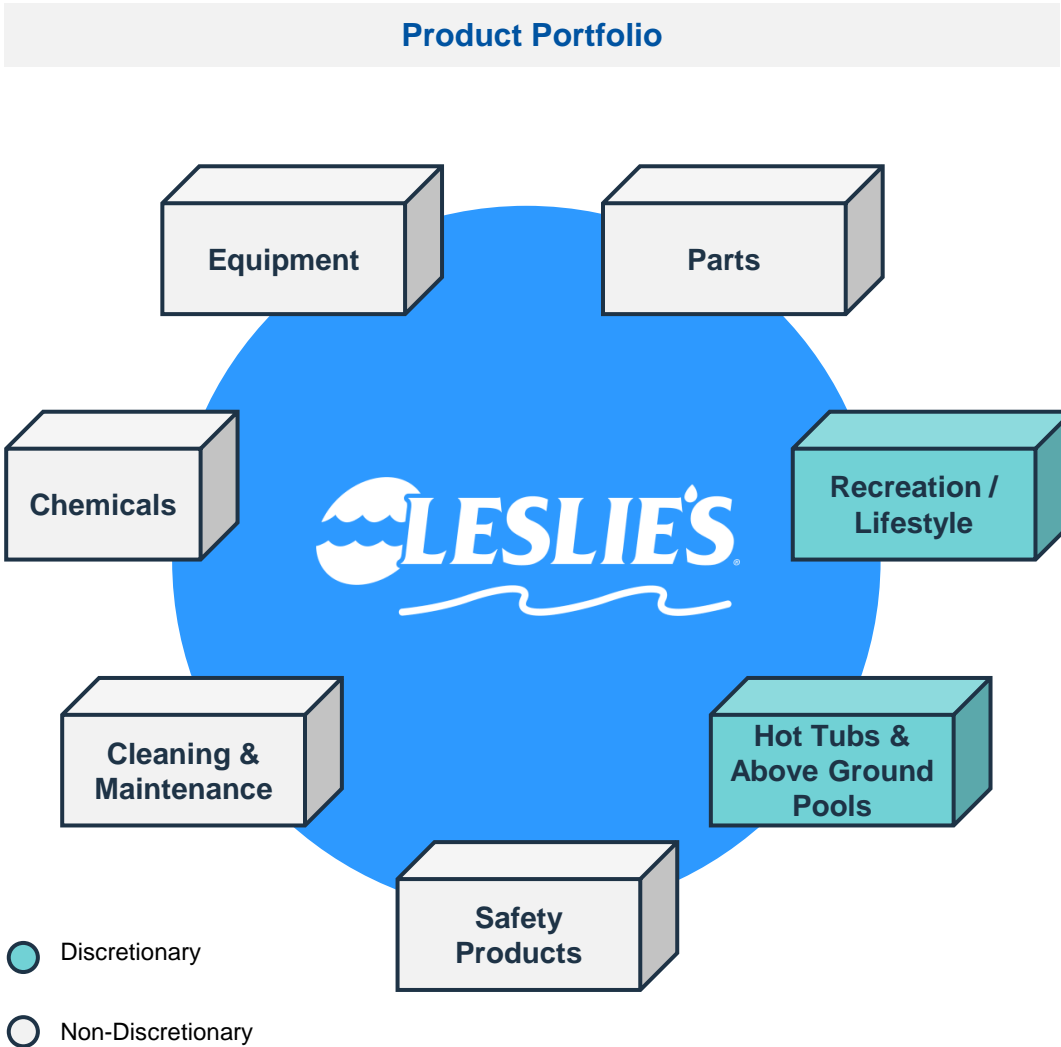 Product Portfolio
Equipment
Parts
Chemicals
Recreation /
Lifestyle
LESLIE'S®
Cleaning &
Maintenance
Hot Tubs &
Above Ground
Pools
Safety
Products
Discretionary
Non-Discretionary